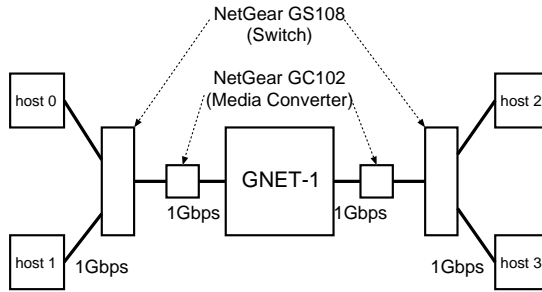 NetGear GS108
(Switch)
NetGear GC102
(Media Converter)
host 0
host 2
GNET-1
1Gbps
1Gbps
host 1
1Gbps
1Gbps
host 3